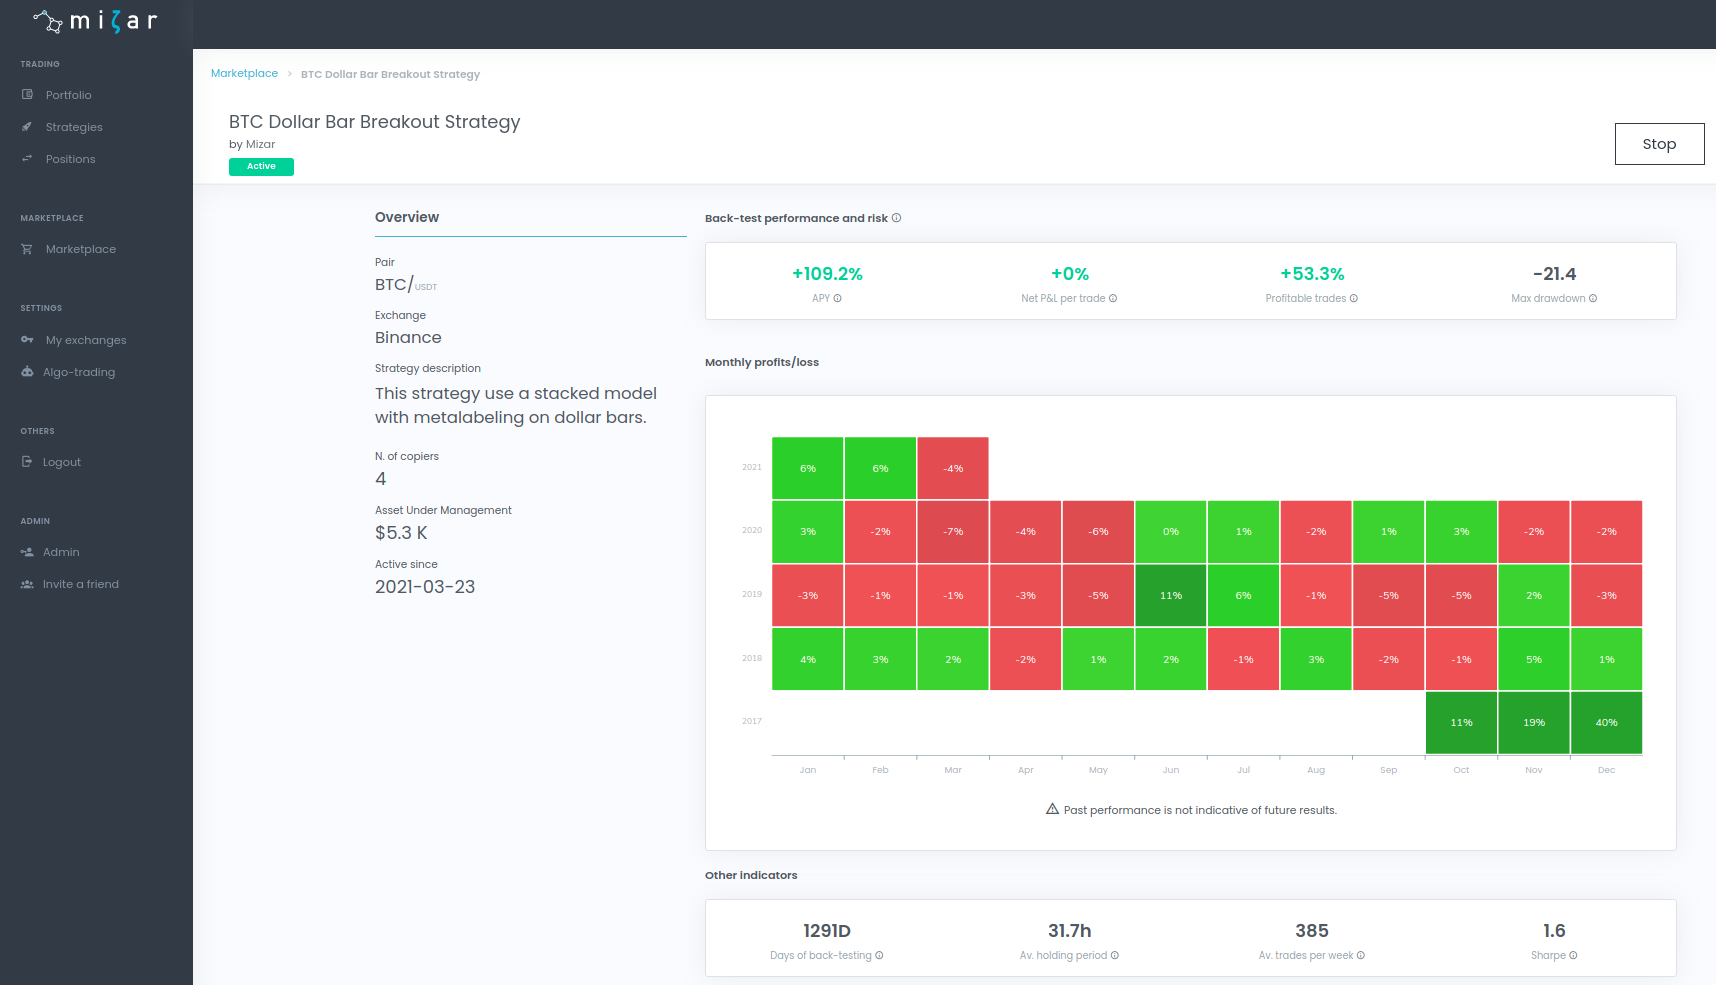 miζar
TRADING
Portfolio
Strategies
Positions
MARKETPLACE
Marketplace
SETTINGS
My exchanges
Algo-trading
OTHERS
Logout
ADMIN
Admin
Invite a friend
Marketplace > BTC Dollar Bar Breakout Strategy
BTC Dollar Bar Breakout Strategy
by Mizar
Active
Stop
Overview
Pair
BTC/USDT
Exchange
Binance
Strategy description
This strategy use a stacked model
with metalabeling on dollar bars.
N. of copiers
4
Asset Under Management
$5.3 K
Active since
2021-03-23
Back-test performance and risk
+109.2% +0% +53.3% -21.4
APY Net P&L per trade Profitable trades Max drawdown
Monthly profits/loss
2021 6% 6% -4%
2020 3% -2% -7% -4% -6% 0% 1% -2% 1% 3% -2% -2%
2019 -3% -1% -1% -3% -5% 11% 6% -1% -5% -5% 2% -3%
2018 4% 3% 2% -2% 1% 2% -1% 3% -2% -1% 5% 1%
2017 11% 19% 40%
Jan Feb Mar Apr May Jun Jul Aug Sep Oct Nov Dec
Past performance is not indicative of future results.
Other indicators
1291D 31.7h 385 1.6
Days of back-testing Av. holding period Av. trades per week Sharpe